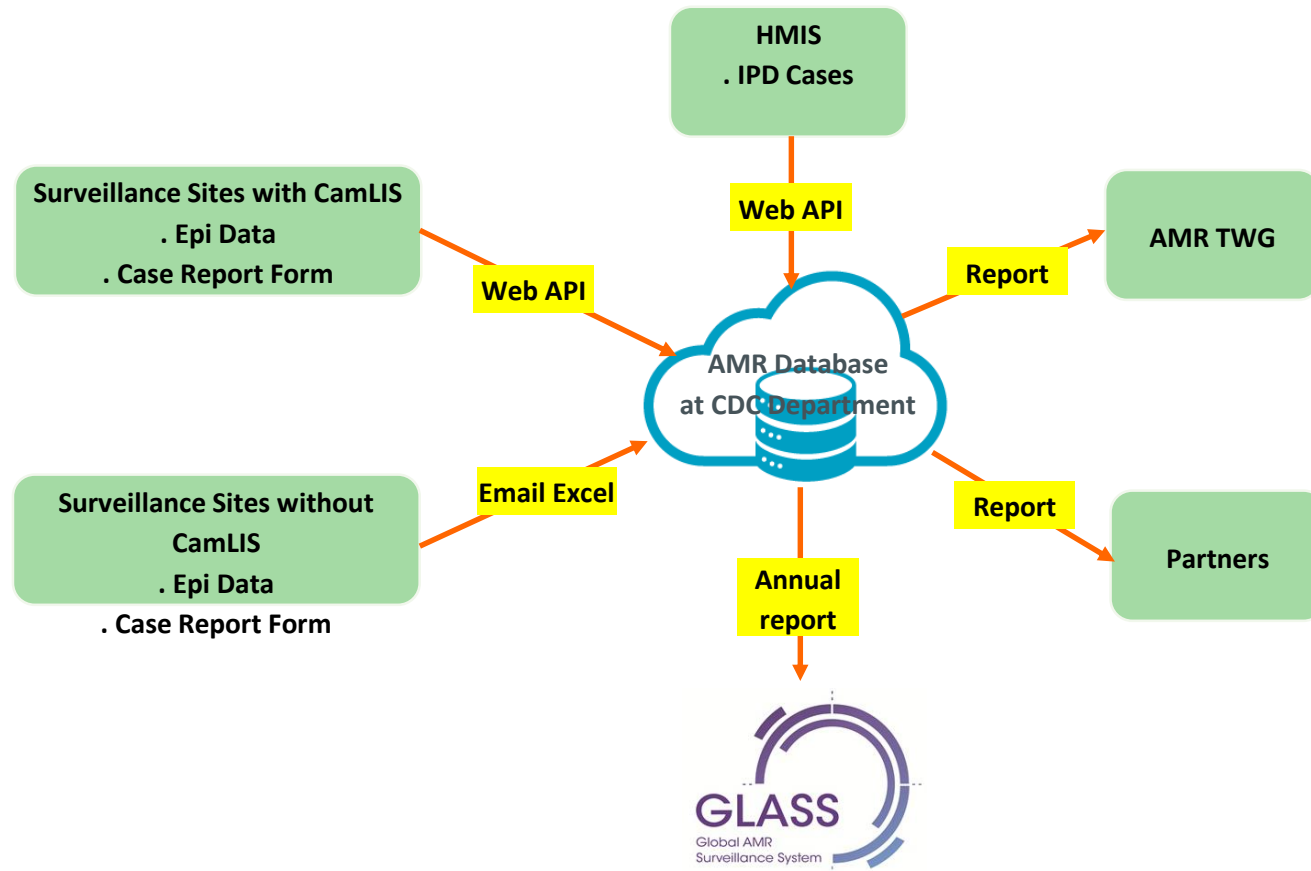 HMIS
. IPD Cases
Surveillance Sites with CamLIS
. Epi Data
. Case Report Form
Web API
Web API
Report
AMR TWG
AMR Database
at CDC Department
Surveillance Sites without
CamLIS
. Epi Data
. Case Report Form
Email Excel
Report
Partners
Annual
report
GLASS
Global AMR
Surveillance System